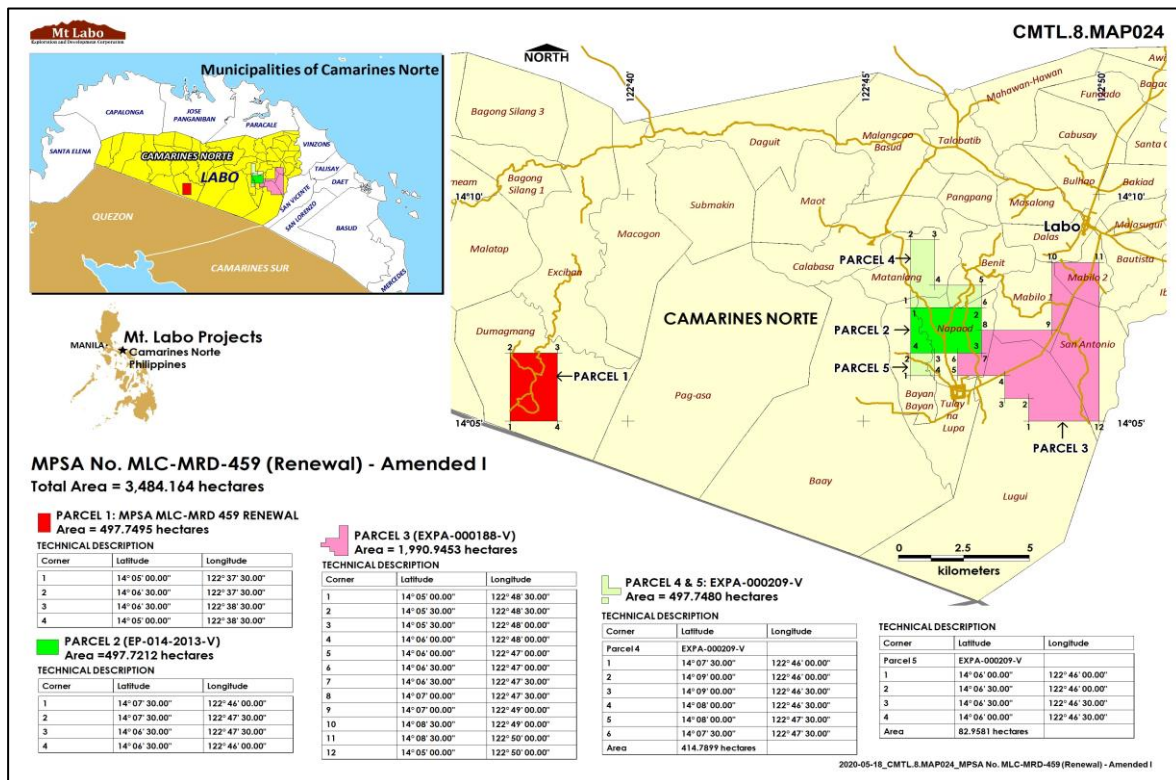 Mt Labo
Exploration and Development Corporation
CMTL.8.MAP024
Municipalities of Camarines Norte
CAPALONGA
JOSE
PANGANIBAN
PARACALE
SANTA ELENA
VINZONS
CAMARINES NORTE
LABO
TALISAY
DAET
SAN VICENTE
SAN LORENZO
BASUD
MERCEDES
QUEZON
CAMARINES SUR
MANILA
Mt. Labo Projects
Camarines Norte
Philippines
NORTH
122°40'
122°45'
122°50'
14°10'
14°10'
14°05'
14°05'
Bagong Silang 3
Bagong
Silang 1
Malatap
Exciban
Dumagmang
Macogon
Submakin
Daguit
Malangcao
Basud
Talobatib
Mahawan-Hawan
Fundado
Cabusay
Bulhao
Bakiad
Masalong
Malasugui
Pangpang
Maot
Labo
Dalas
Bautista
Calabasa
Matanlang
Benit
Mabilo 1
Mabilo 2
Napaod
San Antonio
CAMARINES NORTE
Pag-asa
Bayan
Bayan
Tulay
na
Lupa
Baay
Lugui
PARCEL 1
PARCEL 2
PARCEL 3
PARCEL 4
PARCEL 5
0 2.5 5
kilometers
MPSA No. MLC-MRD-459 (Renewal) - Amended I
Total Area = 3,484.164 hectares
PARCEL 1: MPSA MLC-MRD 459 RENEWAL
Area = 497.7495 hectares
TECHNICAL DESCRIPTION
Corner Latitude Longitude
1 14° 05' 00.00" 122° 37' 30.00"
2 14° 06' 30.00" 122° 37' 30.00"
3 14° 06' 30.00" 122° 38' 30.00"
4 14° 05' 00.00" 122° 38' 30.00"
PARCEL 2 (EP-014-2013-V)
Area =497.7212 hectares
TECHNICAL DESCRIPTION
Corner Latitude Longitude
1 14° 07' 30.00" 122° 46' 00.00"
2 14° 07' 30.00" 122° 47' 30.00"
3 14° 06' 30.00" 122° 47' 30.00"
4 14° 06' 30.00" 122° 46' 00.00"
PARCEL 3 (EXPA-000188-V)
Area = 1,990.9453 hectares
TECHNICAL DESCRIPTION
Corner Latitude Longitude
1 14° 05' 00.00" 122° 48' 30.00"
2 14° 05' 30.00" 122° 48' 30.00"
3 14° 05' 30.00" 122° 48' 00.00"
4 14° 06' 00.00" 122° 48' 00.00"
5 14° 06' 00.00" 122° 47' 00.00"
6 14° 06' 30.00" 122° 47' 00.00"
7 14° 06' 30.00" 122° 47' 30.00"
8 14° 07' 00.00" 122° 47' 30.00"
9 14° 07' 00.00" 122° 49' 00.00"
10 14° 08' 30.00" 122° 49' 00.00"
11 14° 08' 30.00" 122° 50' 00.00"
12 14° 05' 00.00" 122° 50' 00.00"
PARCEL 4 & 5: EXPA-000209-V
Area = 497.7480 hectares
TECHNICAL DESCRIPTION
Corner Latitude Longitude
Parcel 4 EXPA-000209-V
1 14° 07' 30.00" 122° 46' 00.00"
2 14° 09' 00.00" 122° 46' 00.00"
3 14° 09' 00.00" 122° 46' 30.00"
4 14° 08' 00.00" 122° 46' 30.00"
5 14° 08' 00.00" 122° 47' 30.00"
6 14° 07' 30.00" 122° 47' 30.00"
Area 414.7899 hectares
TECHNICAL DESCRIPTION
Corner Latitude Longitude
Parcel 5 EXPA-000209-V
1 14° 06' 00.00" 122° 46' 00.00"
2 14° 06' 30.00" 122° 46' 00.00"
3 14° 06' 30.00" 122° 46' 30.00"
4 14° 06' 00.00" 122° 46' 30.00"
Area 82.9581 hectares
2020-05-18_CMTL.8.MAP024_MPSA No. MLC-MRD-459 (Renewal) - Amended I